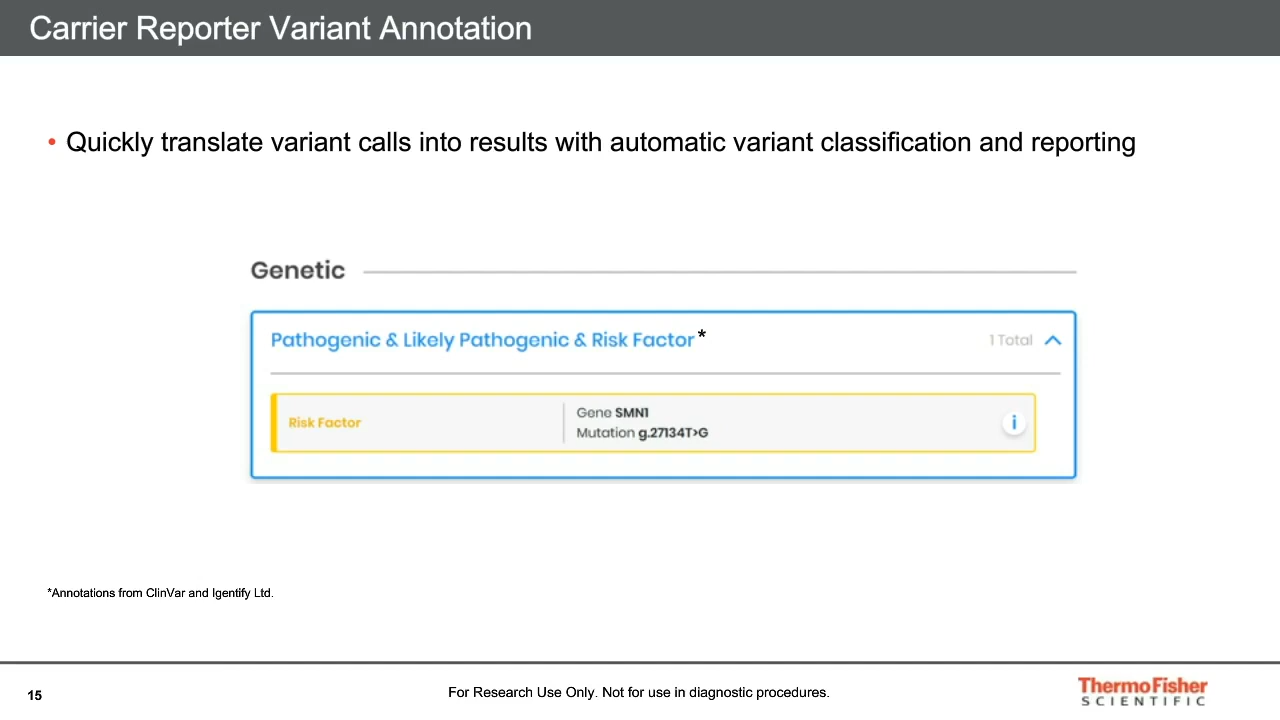 Carrier Reporter Variant Annotation
• Quickly translate variant calls into results with automatic variant classification and reporting
Genetic
Pathogenic & Likely Pathogenic & Risk Factor* 1 Total
Risk Factor
Gene SMN1
Mutation g.27134T>G
i
*Annotations from ClinVar and Igentify Ltd.
15
For Research Use Only. Not for use in diagnostic procedures.
ThermoFisher
SCIENTIFIC